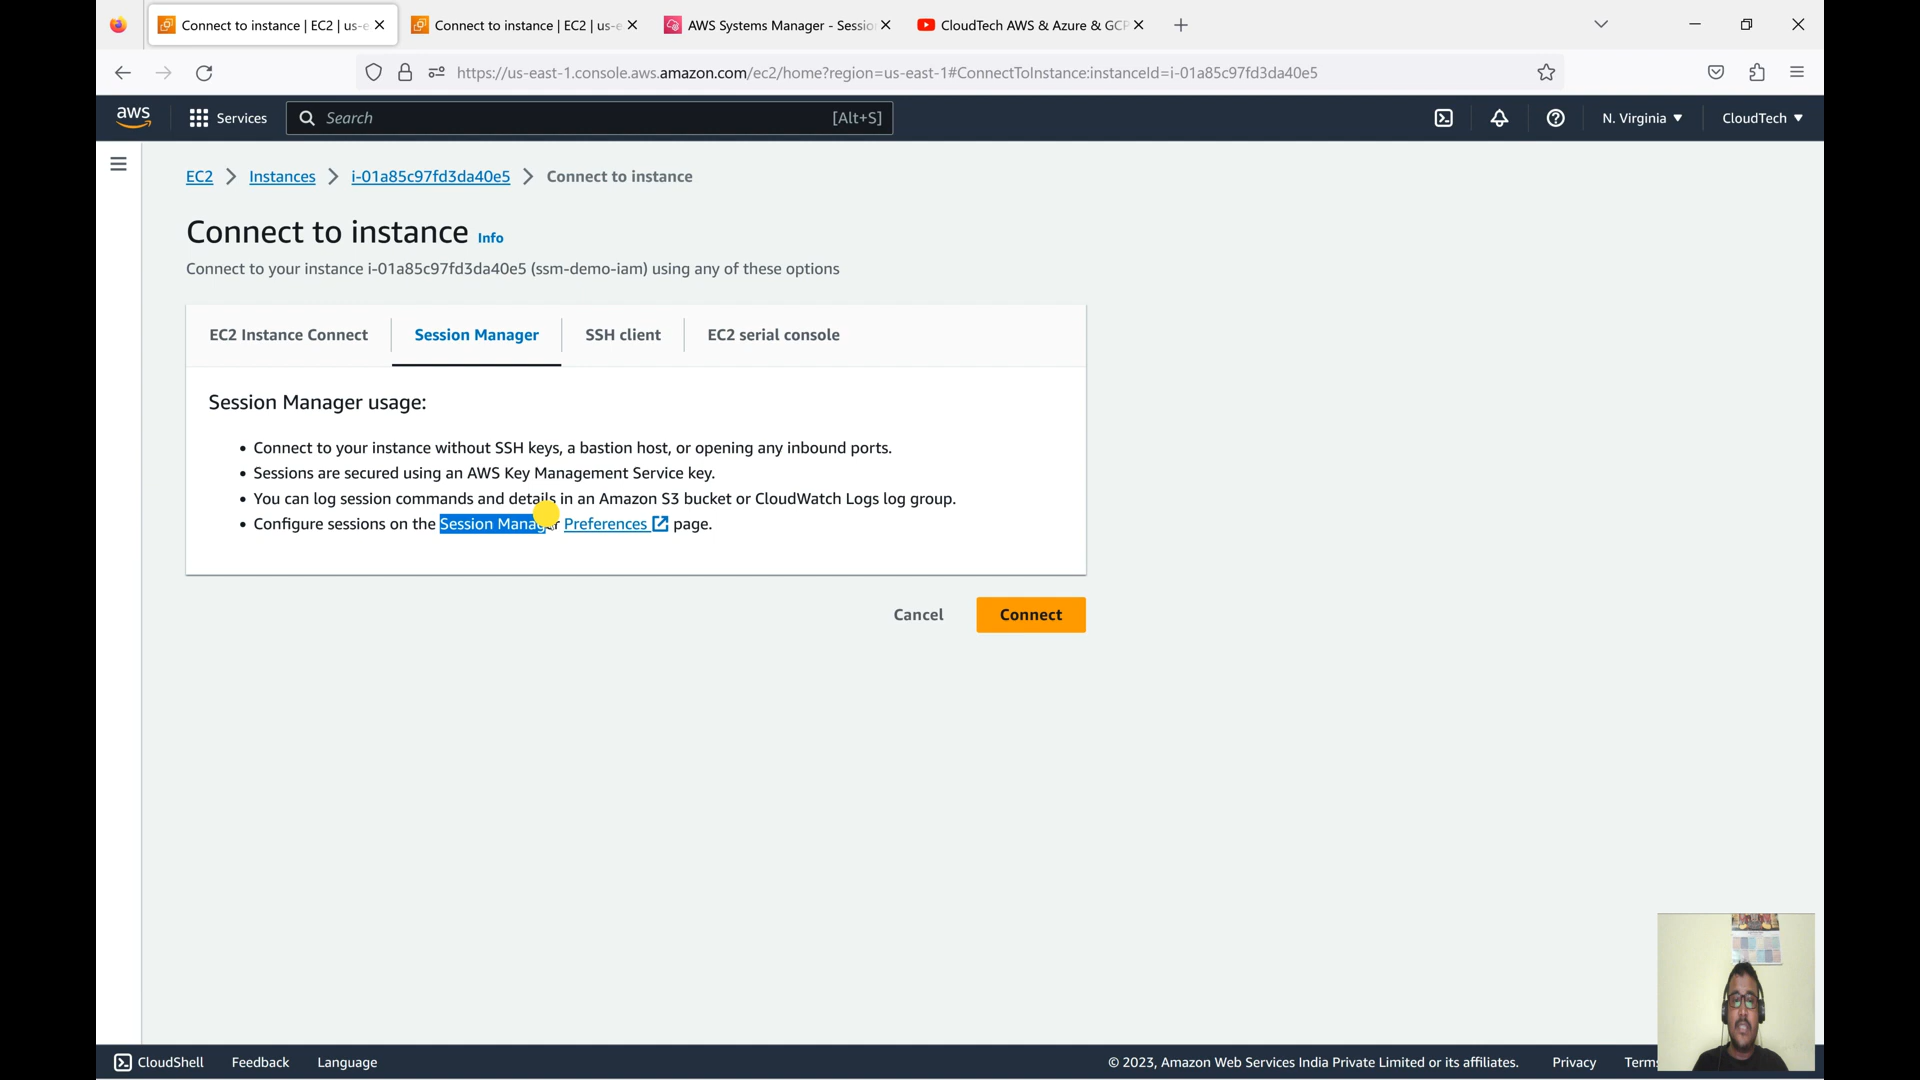 Connect to instance | EC2 | us-e
Connect to instance | EC2 | us-e
AWS Systems Manager - Sessio
CloudTech AWS & Azure & GCP
https://us-east-1.console.aws.amazon.com/ec2/home?region=us-east-1#ConnectToInstance:instanceId=i-01a85c97fd3da40e5
aws
Services
Search
[Alt+S]
N. Virginia
CloudTech
EC2
Instances
i-01a85c97fd3da40e5
Connect to instance
Connect to instance Info
Connect to your instance i-01a85c97fd3da40e5 (ssm-demo-iam) using any of these options
EC2 Instance Connect
Session Manager
SSH client
EC2 serial console
Session Manager usage:
• Connect to your instance without SSH keys, a bastion host, or opening any inbound ports.
• Sessions are secured using an AWS Key Management Service key.
• You can log session commands and details in an Amazon S3 bucket or CloudWatch Logs log group.
• Configure sessions on the Session Manager Preferences page.
Cancel
Connect
CloudShell
Feedback
Language
© 2023, Amazon Web Services India Private Limited or its affiliates.
Privacy
Terms